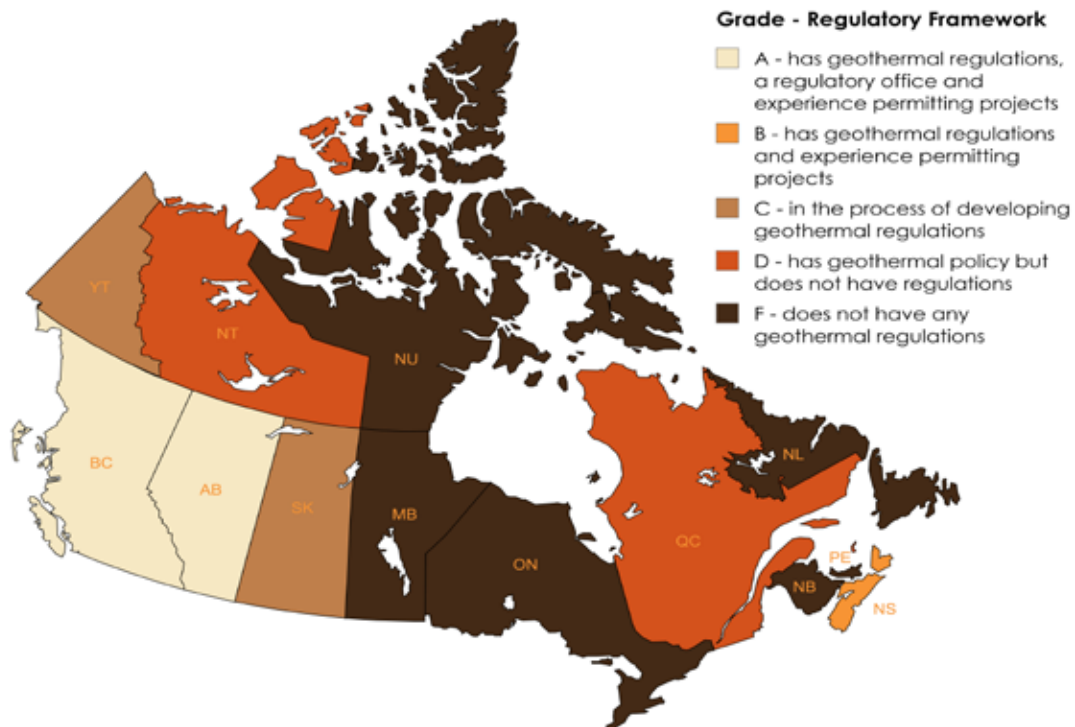 Grade - Regulatory Framework
A - has geothermal regulations,
a regulatory office and
experience permitting projects
B - has geothermal regulations
and experience permitting
projects
C - in the process of developing
geothermal regulations
D - has geothermal policy but
does not have regulations
F - does not have any
geothermal regulations
YT
NT
NU
BC
AB
SK
MB
ON
QC
NL
PE
NB
NS